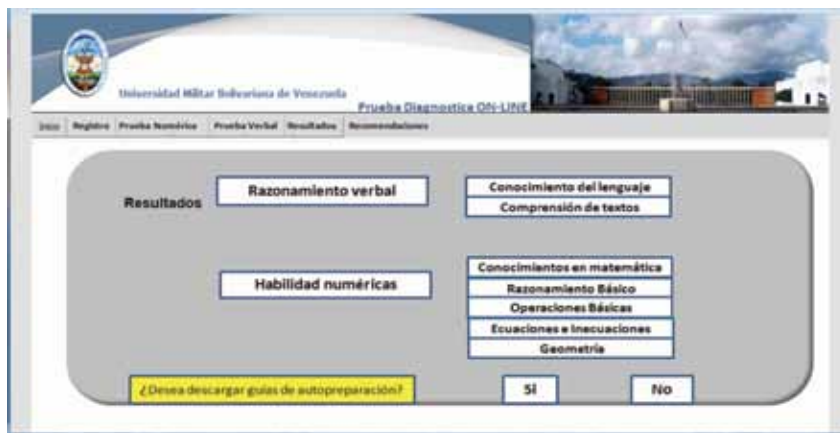 Universidad Militar Bolivariana de Venezuela
Prueba Diagnostica ON-LINE
Inicio Registro Prueba Numérica Prueba Verbal Resultados Recomendaciones
Resultados
Razonamiento verbal
Conocimiento del lenguaje
Comprensión de textos
Habilidad numéricas
Conocimientos en matemática
Razonamiento Básico
Operaciones Básicas
Ecuaciones e Inecuaciones
Geometría
¿Desea descargar guías de autopreparación?
Si
No